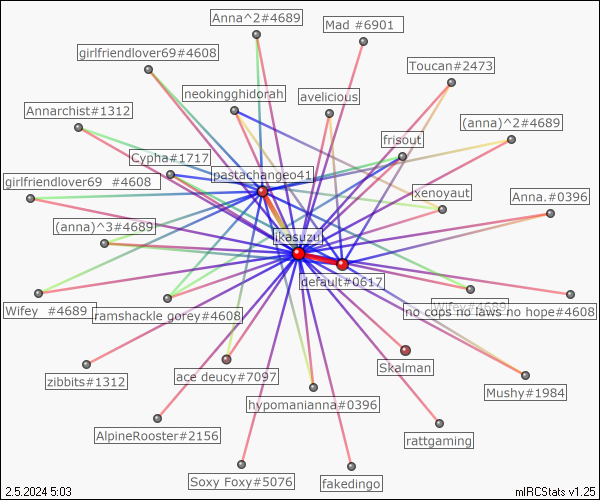 Anna^2#4689
Mad #6901
girlfriendlover69#4608
Toucan#2473
neokingghidorah
avelicious
Annarchist#1312
(anna)^2#4689
frisout
Cypha#1717
pastachangeo41
girlfriendlover69 #4608
xenoyaut
Anna.#0396
(anna)^3#4689
ikasuzu
default#0617
Wifey #4689
Wifey#4689
ramshackle gorey#4608
no cops no laws no hope#4608
Skalman
zibbits#1312
ace deucy#7097
Mushy#1984
hypomanianna#0396
AlpineRooster#2156
rattgaming
Soxy Foxy#5076
fakedingo
2.5.2024 5:03
mIRCStats v1.25